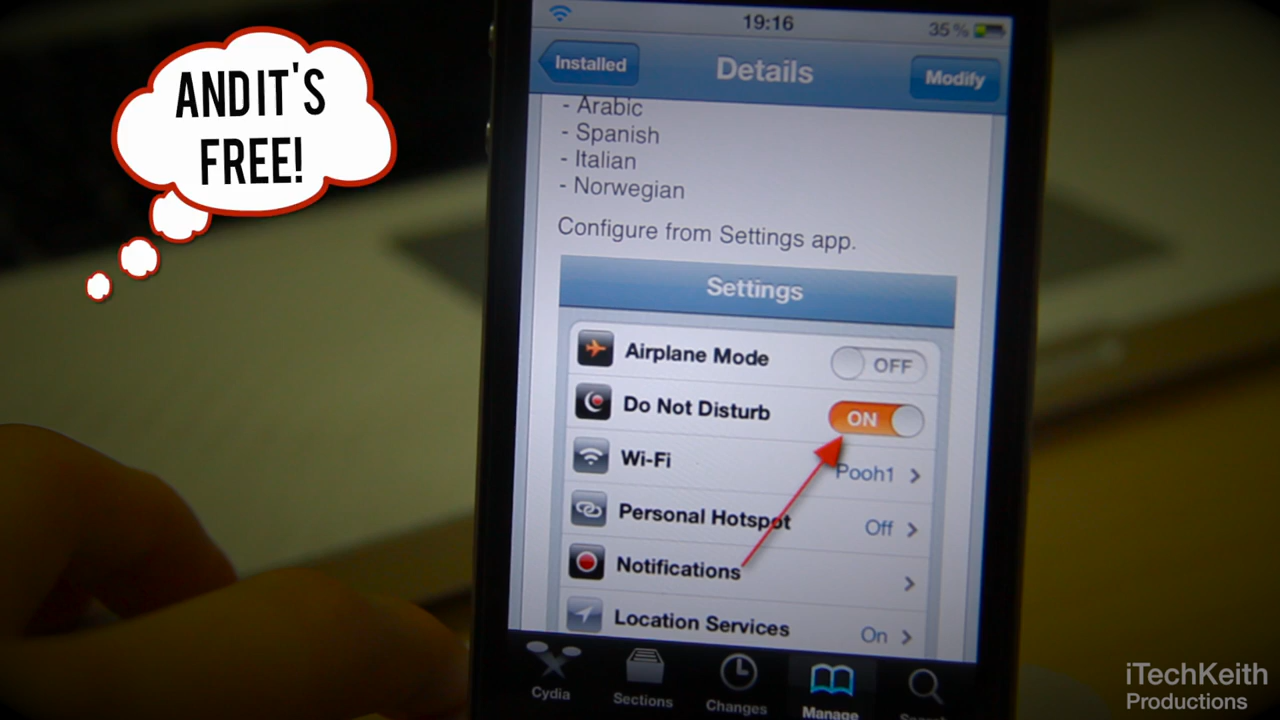 AND IT'S
FREE!
19:16
35%
Installed
Details
Modify
- Arabic
- Spanish
- Italian
- Norwegian
Configure from Settings app.
Settings
Airplane Mode
OFF
Do Not Disturb
ON
Wi-Fi
Pooh1
Personal Hotspot
Off
Notifications
Location Services
On
Cydia
Sections
Changes
Manage
iTechKeith
Productions